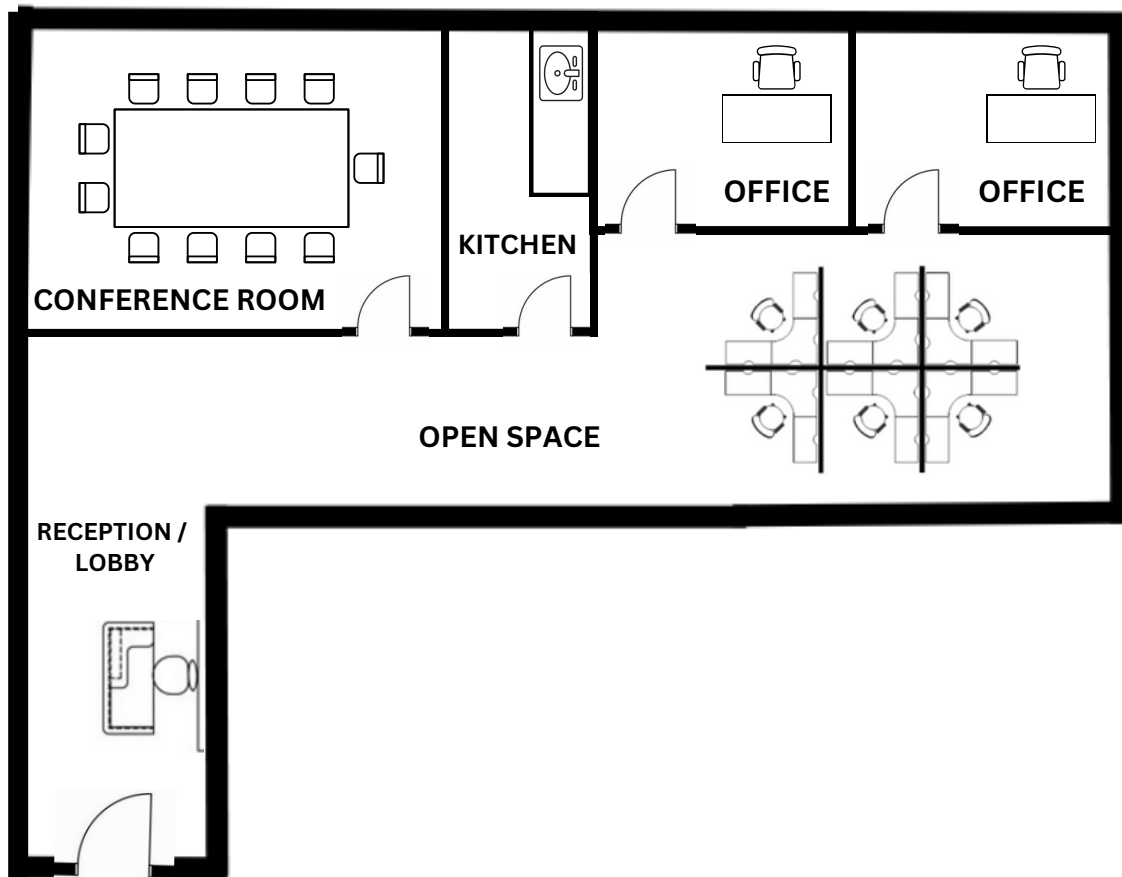 OFFICE
OFFICE
KITCHEN
CONFERENCE ROOM
OPEN SPACE
RECEPTION /
LOBBY